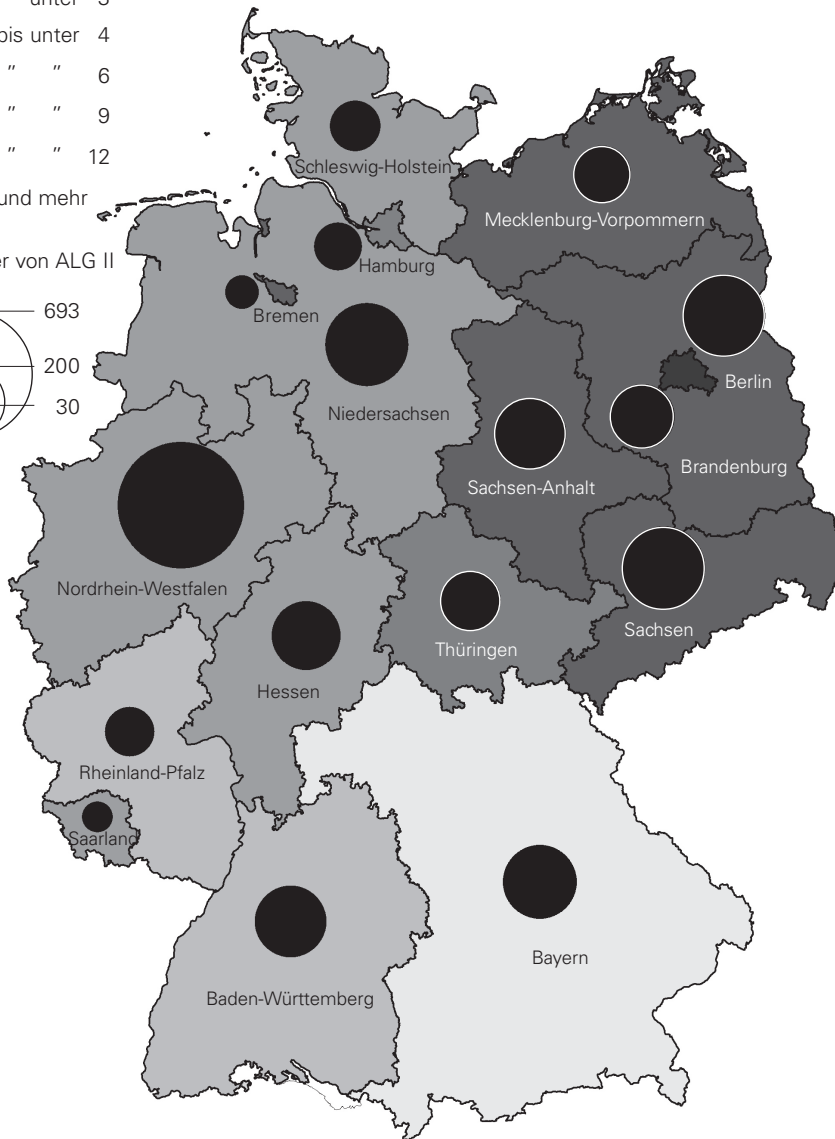 unter 3
bis unter 4
" " 6
" " 9
" " 12
und mehr
von ALG II
693
200
30
Schleswig-Holstein
Mecklenburg-Vorpommern
Hamburg
Bremen
Berlin
Niedersachsen
Brandenburg
Sachsen-Anhalt
Nordrhein-Westfalen
Sachsen
Thüringen
Hessen
Rheinland-Pfalz
Saarland
Bayern
Baden-Württemberg